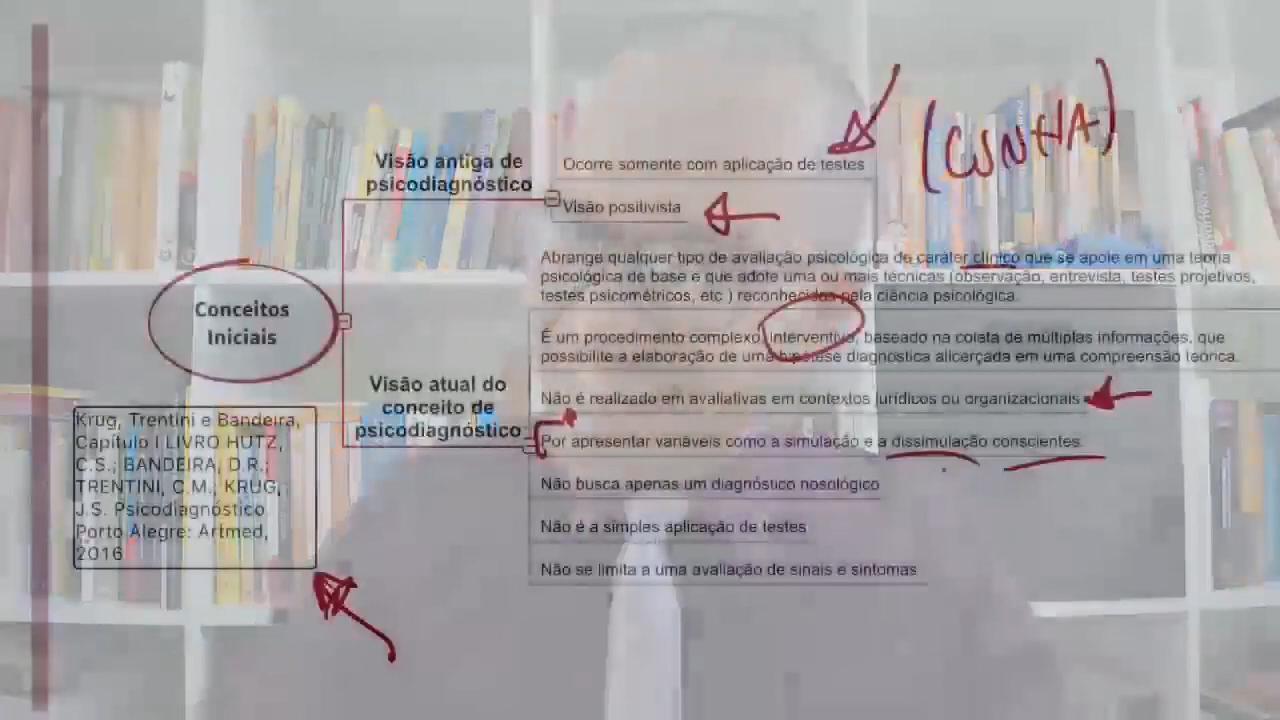 (CUNHA)
Visão antiga de
psicodiagnóstico
Ocorre somente com aplicação de testes
Visão positivista
Conceitos
Iniciais
Visão atual do
conceito de
psicodiagnóstico
Abrange qualquer tipo de avaliação psicológica de caráter clínico que se apoie em uma teoria
psicológica de base e que adote uma ou mais técnicas (observação, entrevista, testes projetivos,
testes psicométricos, etc ) reconhecidos pela ciência psicológica.
É um procedimento complexo, interventivo, baseado na coleta de múltiplas informações, que
possibilite a elaboração de uma hipótese diagnóstica alicerçada em uma compreensão teórica.
Não é realizado em avaliativas em contextos jurídicos ou organizacionais
Por apresentar variáveis como a simulação e a dissimulação conscientes.
Não busca apenas um diagnóstico nosológico
Não é a simples aplicação de testes
Não se limita a uma avaliação de sinais e sintomas
Krug, Trentini e Bandeira,
Capítulo I LIVRO HUTZ,
C.S.; BANDEIRA, D.R.;
TRENTINI, C.M.; KRUG,
J.S. Psicodiagnóstico.
Porto Alegre: Artmed,
2016